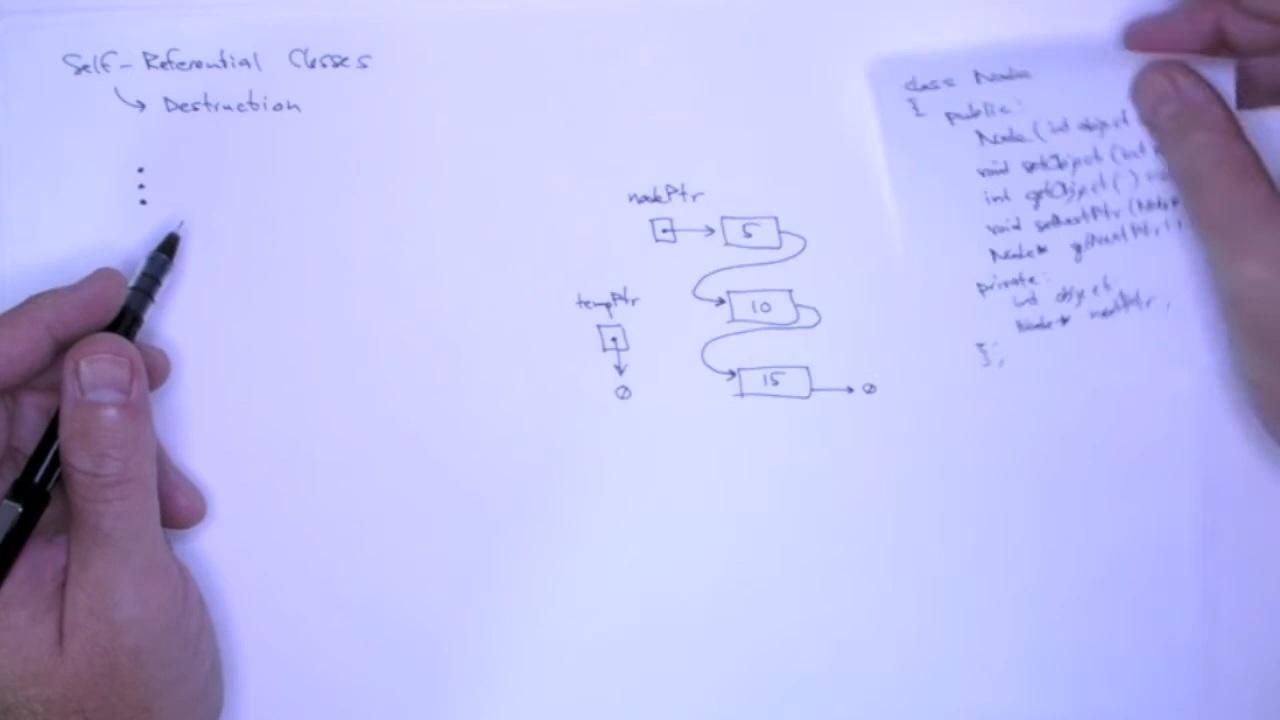 Self-Referential Classes
↳ Destruction
nodePtr
5
10
tempPtr
15
∅
∅
class Node
{ public:
Node(int object
void setObject(int
int getObject()
void setNextPtr(Node
Node* getNextPtr(
private:
int object;
Node* nextPtr;
};